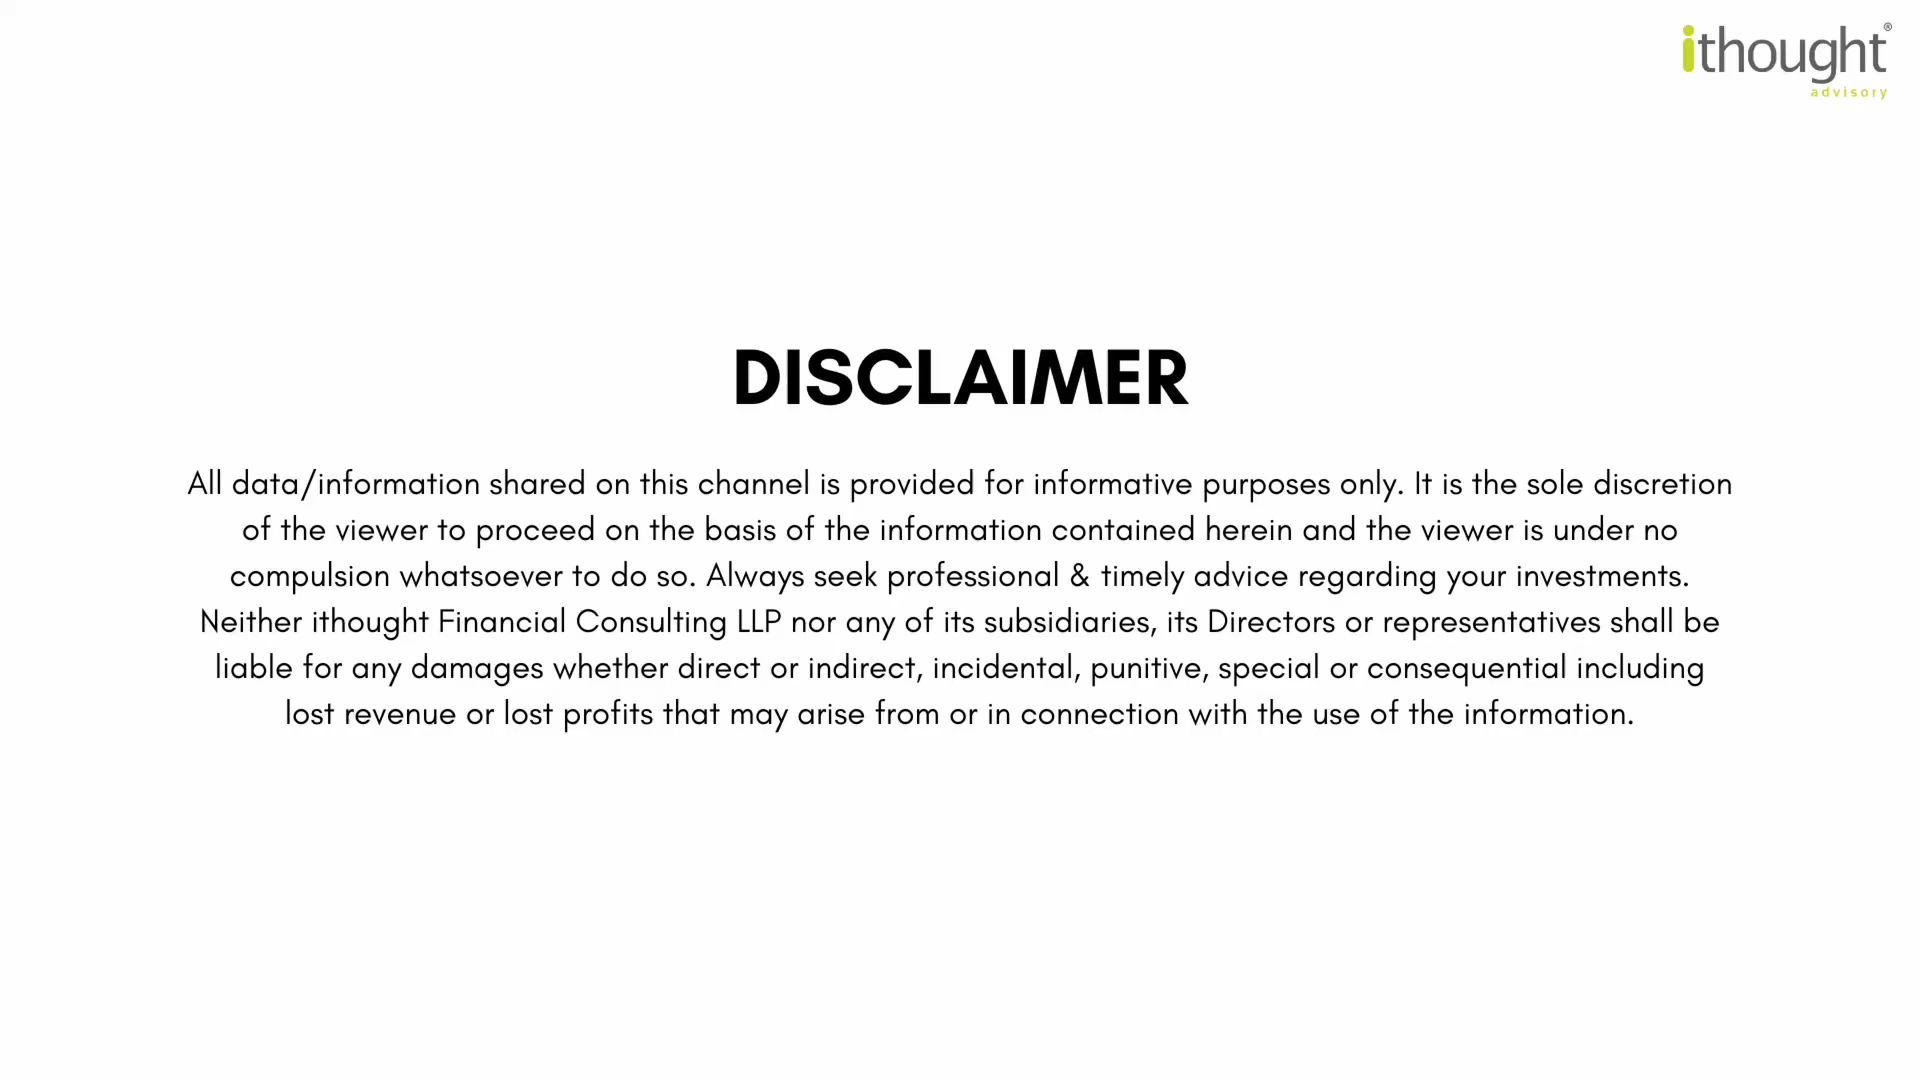 ithought®
advisory
DISCLAIMER
All data/information shared on this channel is provided for informative purposes only. It is the sole discretion
of the viewer to proceed on the basis of the information contained herein and the viewer is under no
compulsion whatsoever to do so. Always seek professional & timely advice regarding your investments.
Neither ithought Financial Consulting LLP nor any of its subsidiaries, its Directors or representatives shall be
liable for any damages whether direct or indirect, incidental, punitive, special or consequential including
lost revenue or lost profits that may arise from or in connection with the use of the information.